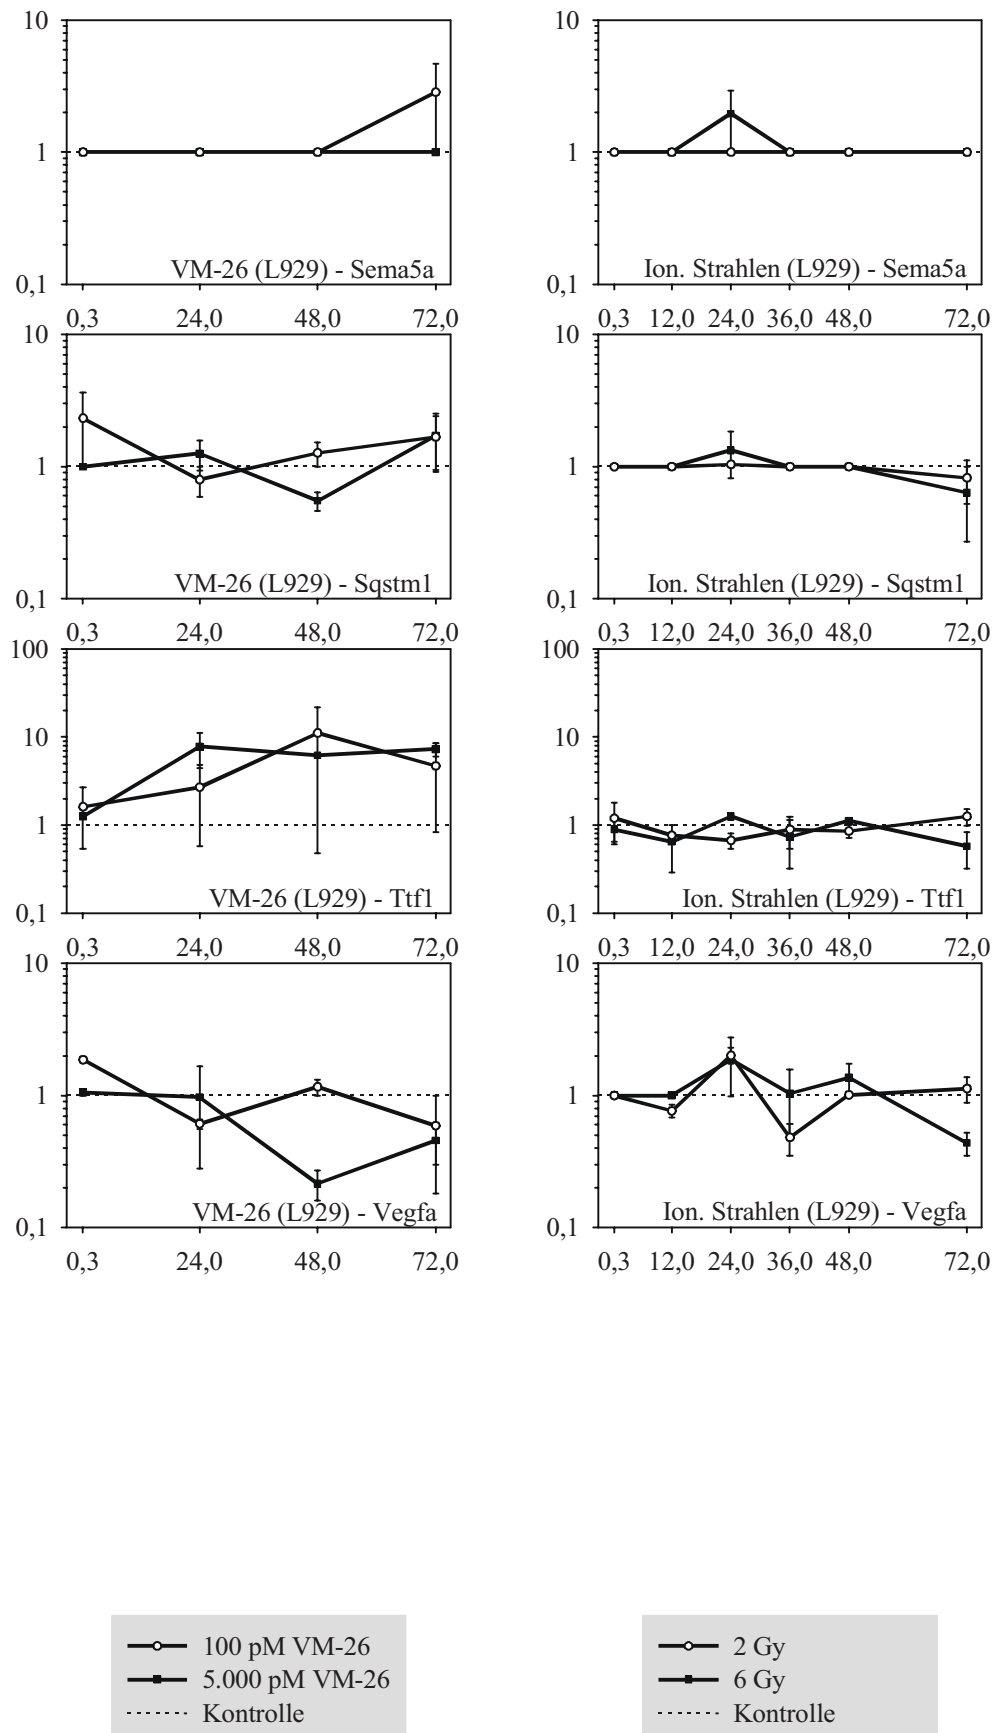 10
1
0,1
VM-26 (L929) - Sema5a
0,3 24,0 48,0 72,0
10
1
0,1
Ion. Strahlen (L929) - Sema5a
0,3 12,0 24,0 36,0 48,0 72,0
10
1
0,1
VM-26 (L929) - Sqstm1
0,3 24,0 48,0 72,0
10
1
0,1
Ion. Strahlen (L929) - Sqstm1
0,3 12,0 24,0 36,0 48,0 72,0
100
10
1
0,1
VM-26 (L929) - Ttf1
0,3 24,0 48,0 72,0
100
10
1
0,1
Ion. Strahlen (L929) - Ttf1
0,3 12,0 24,0 36,0 48,0 72,0
10
1
0,1
VM-26 (L929) - Vegfa
0,3 24,0 48,0 72,0
10
1
0,1
Ion. Strahlen (L929) - Vegfa
0,3 12,0 24,0 36,0 48,0 72,0
100 pM VM-26
5.000 pM VM-26
Kontrolle
2 Gy
6 Gy
Kontrolle